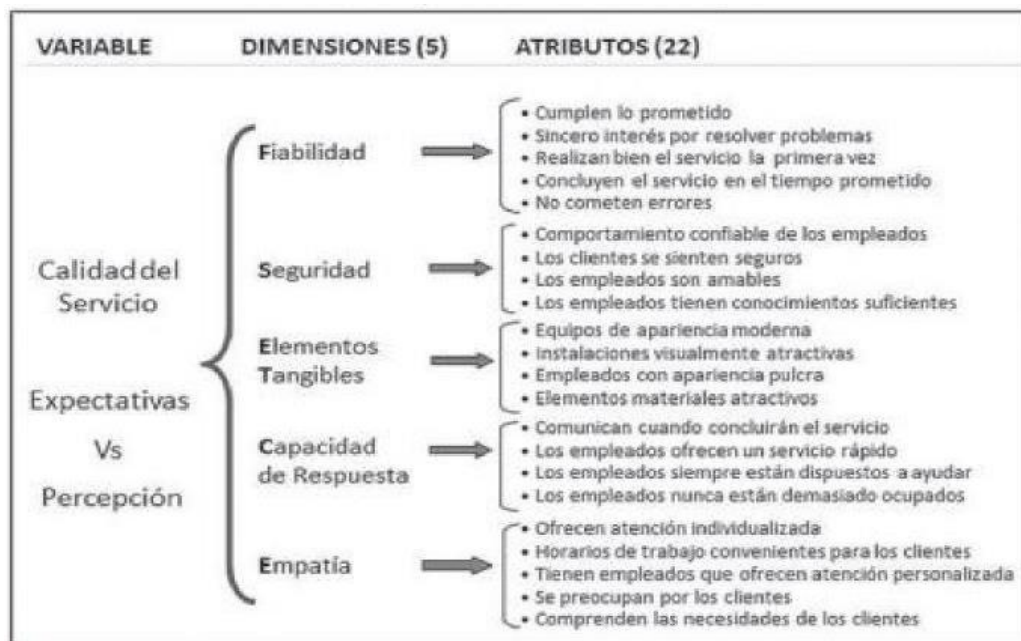 VARIABLE DIMENSIONES (5) ATRIBUTOS (22)
Calidad del
Servicio
Expectativas
Vs
Percepción
Fiabilidad
• Cumplen lo prometido
• Sincero interés por resolver problemas
• Realizan bien el servicio la primera vez
• Concluyen el servicio en el tiempo prometido
• No cometen errores
Seguridad
• Comportamiento confiable de los empleados
• Los clientes se sienten seguros
• Los empleados son amables
• Los empleados tienen conocimientos suficientes
Elementos
Tangibles
• Equipos de apariencia moderna
• Instalaciones visualmente atractivas
• Empleados con apariencia pulcra
• Elementos materiales atractivos
Capacidad
de Respuesta
• Comunican cuando concluirán el servicio
• Los empleados ofrecen un servicio rápido
• Los empleados siempre están dispuestos a ayudar
• Los empleados nunca están demasiado ocupados
Empatía
• Ofrecen atención individualizada
• Horarios de trabajo convenientes para los clientes
• Tienen empleados que ofrecen atención personalizada
• Se preocupan por los clientes
• Comprenden las necesidades de los clientes